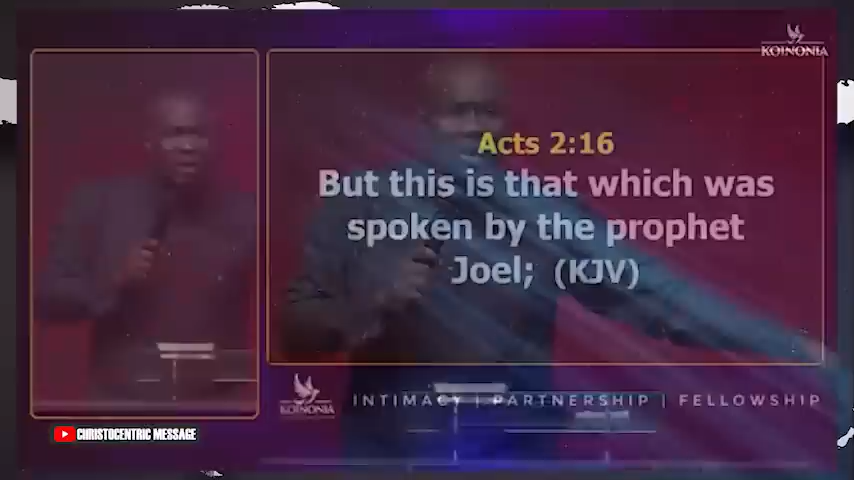 KOINONIA
Acts 2:16
But this is that which was
spoken by the prophet
Joel; (KJV)
KOINONIA
INTIMACY | PARTNERSHIP | FELLOWSHIP
CHRISTOCENTRIC MESSAGE